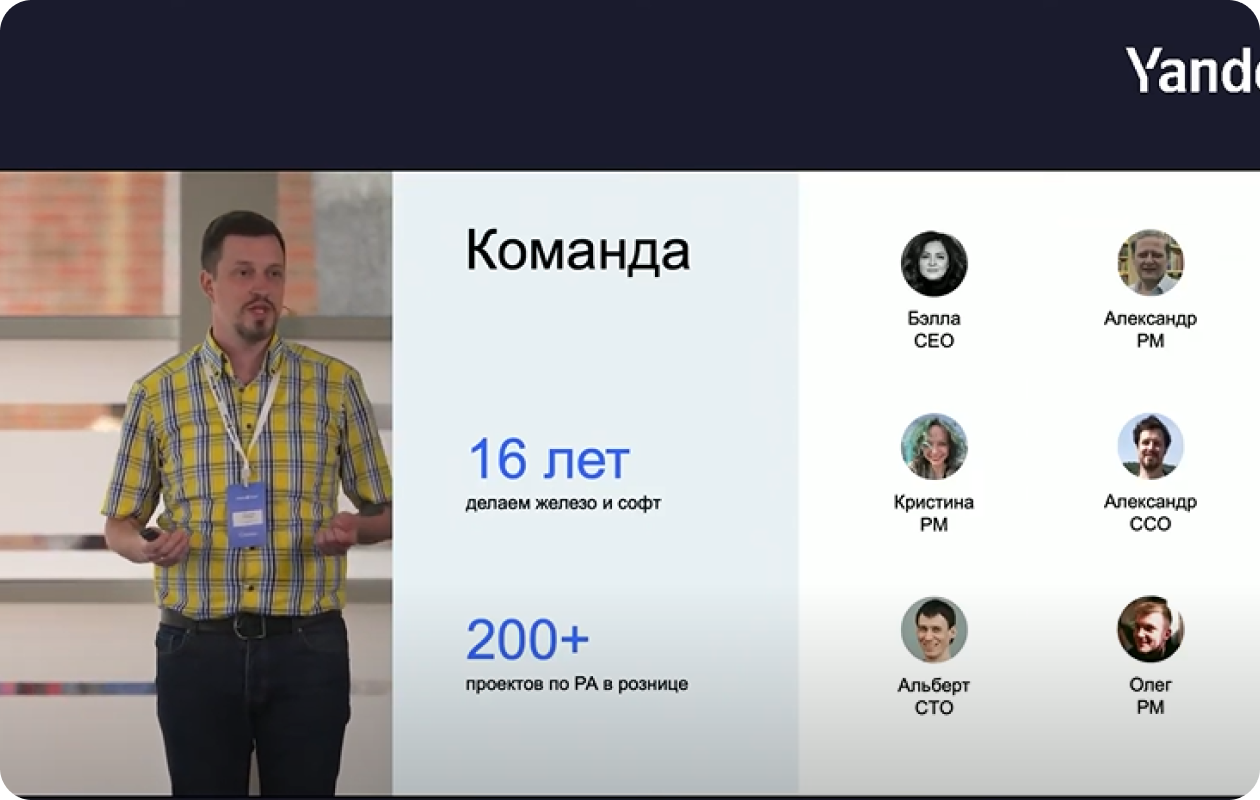 Yande
Команда
16 лет
делаем железо и софт
200+
проектов по РА в рознице
Бэлла
CEO
Александр
PM
Кристина
PM
Александр
CCO
Альберт
CTO
Олег
PM